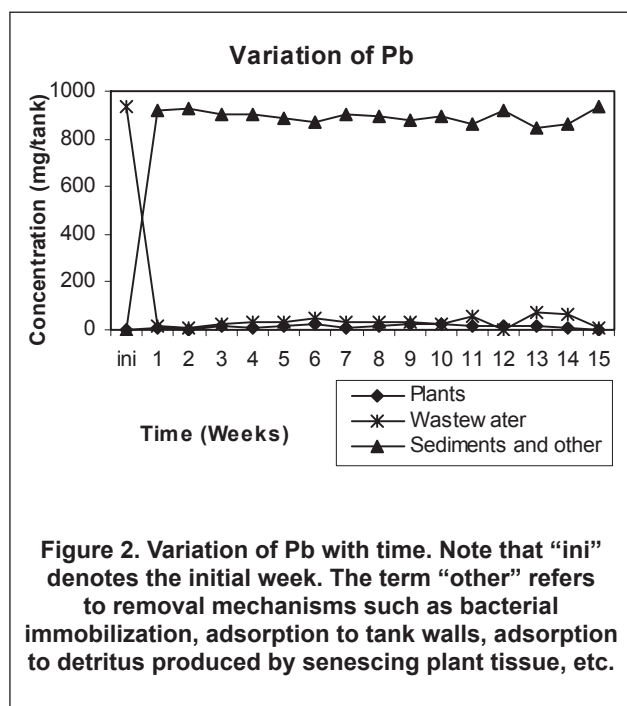 Variation of Pb
Concentration (mg/tank)
1000
800
600
400
200
0
ini 1 2 3 4 5 6 7 8 9 10 11 12 13 14 15
Time (Weeks)
Plants
Wastew ater
Sediments and other
Figure 2. Variation of Pb with time. Note that “ini”
denotes the initial week. The term “other” refers
to removal mechanisms such as bacterial
immobilization, adsorption to tank walls, adsorption
to detritus produced by senescing plant tissue, etc.